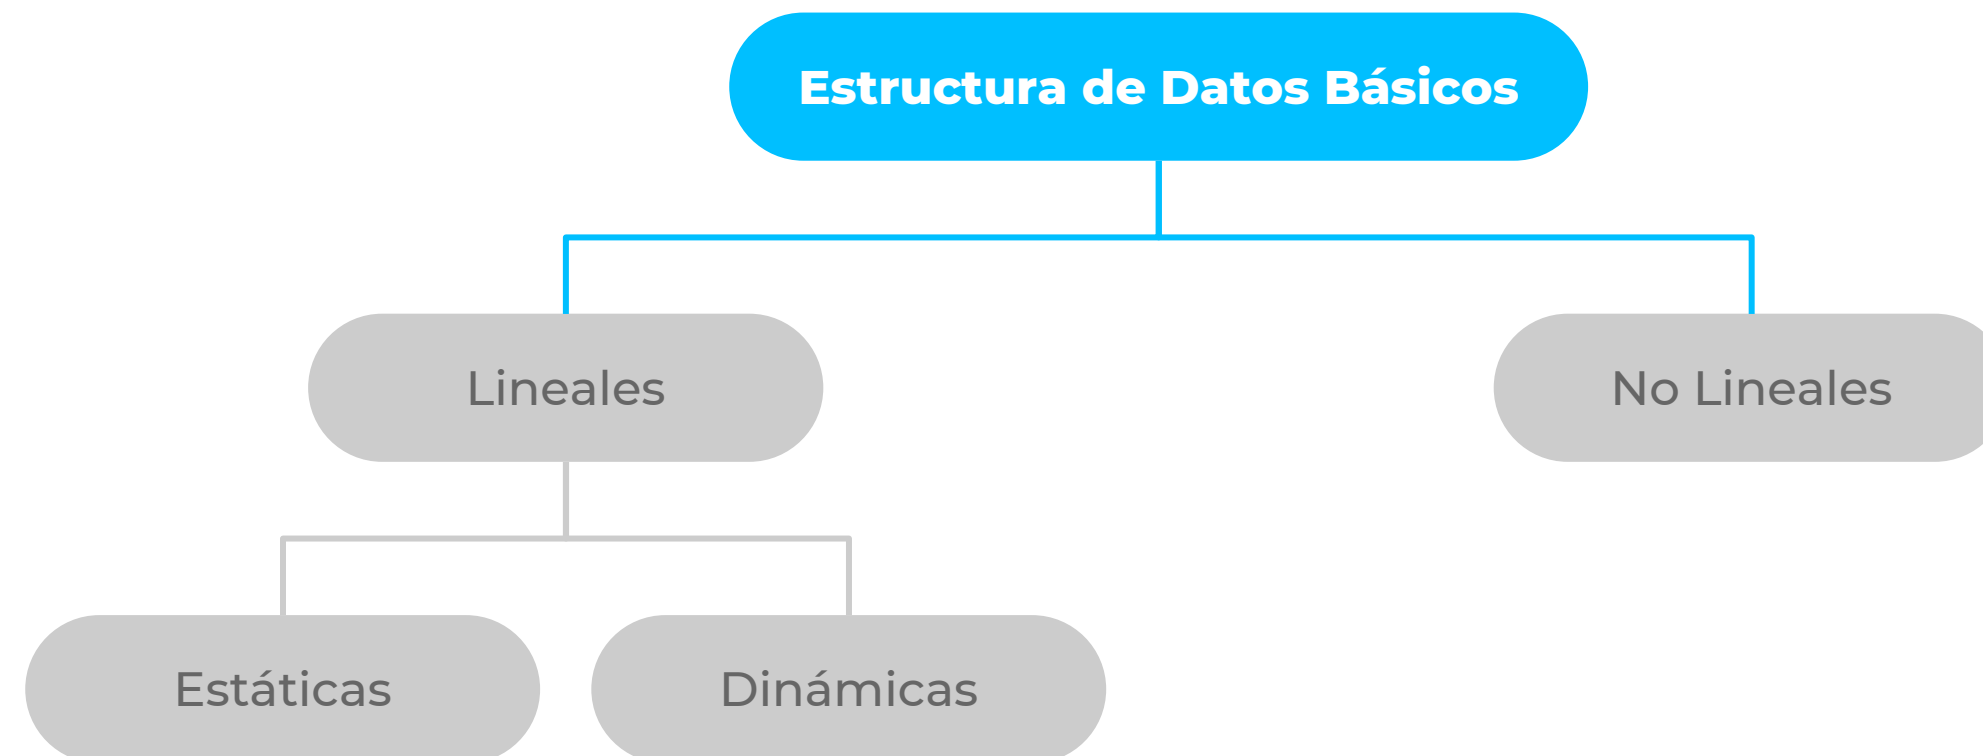 Estructura de Datos Básicos
Lineales
No Lineales
Estáticas
Dinámicas